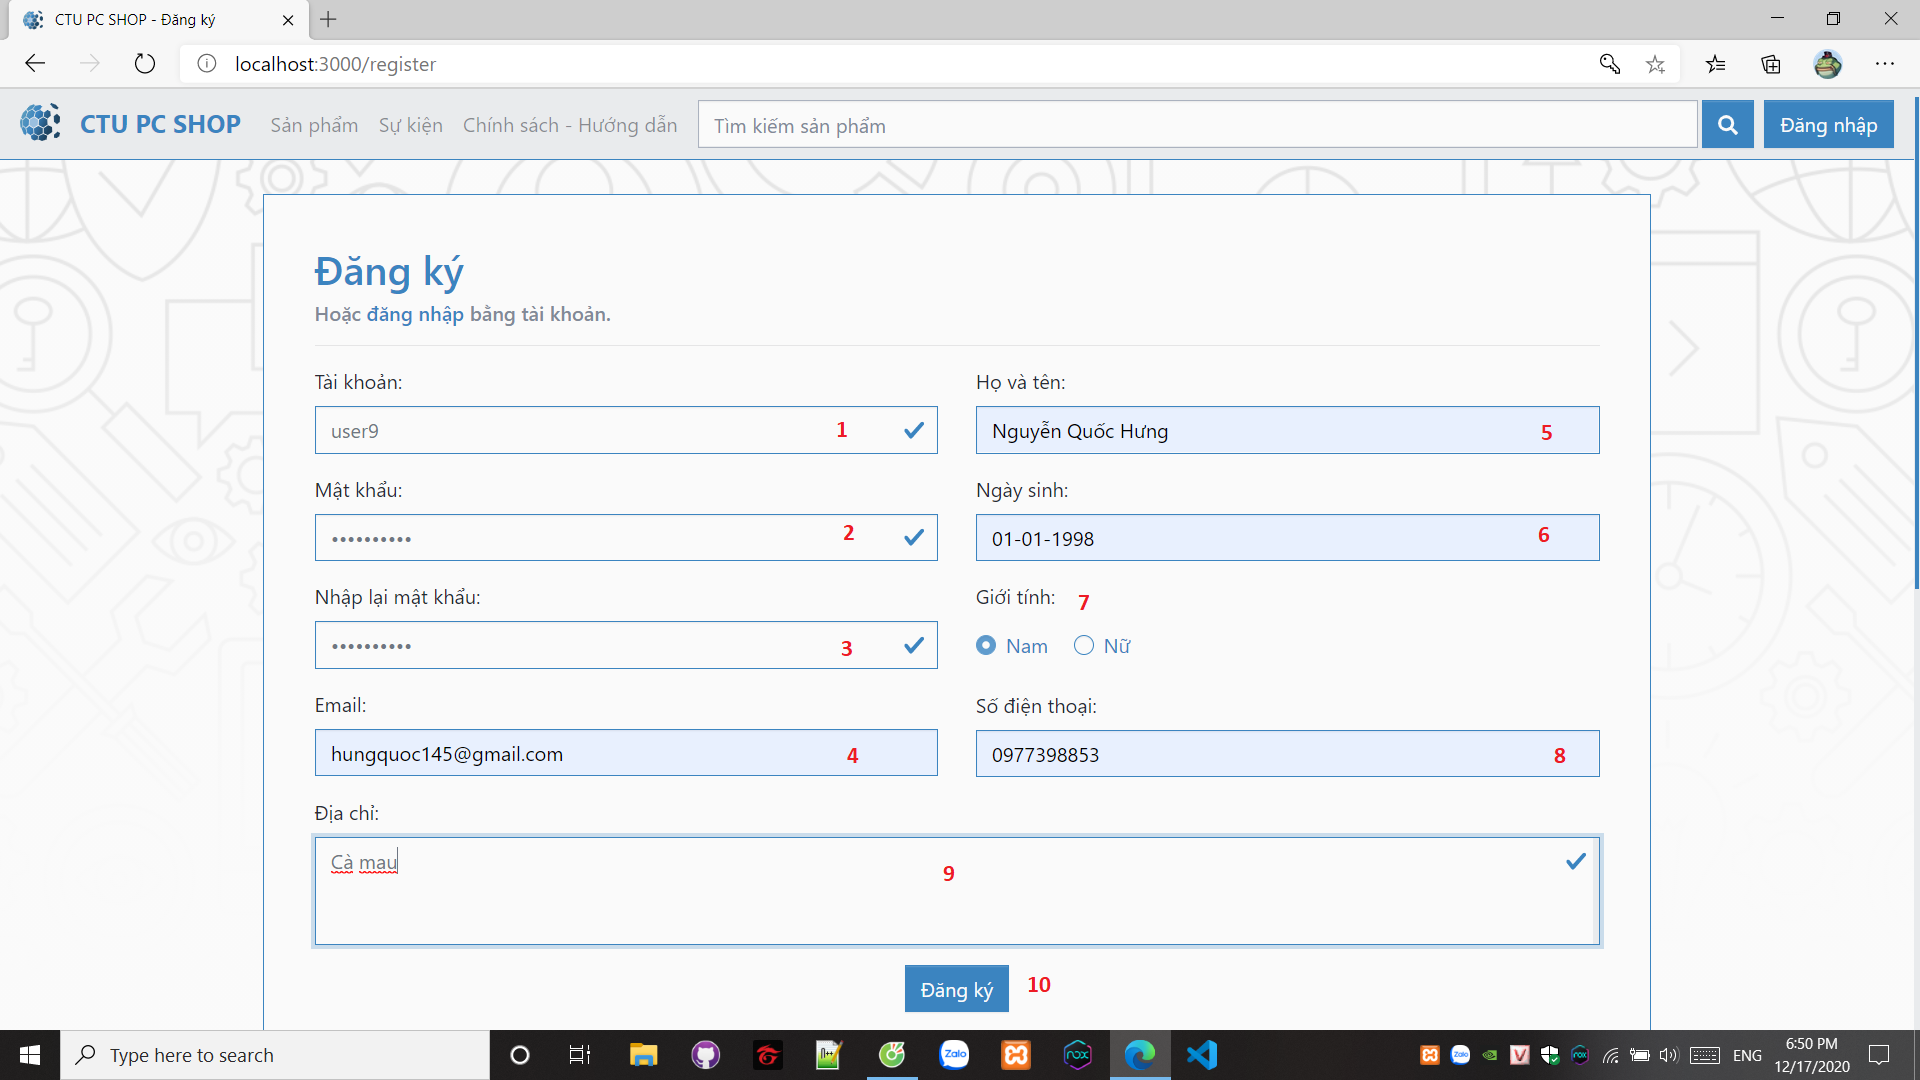 CTU PC SHOP - Đăng ký
localhost:3000/register
CTU PC SHOP
Sản phẩm
Sự kiện
Chính sách - Hướng dẫn
Tìm kiếm sản phẩm
Đăng nhập
Đăng ký
Hoặc đăng nhập bằng tài khoản.
Tài khoản:
user9
1
Mật khẩu:
••••••••••
2
Nhập lại mật khẩu:
••••••••••
3
Email:
hungquoc145@gmail.com
4
Họ và tên:
Nguyễn Quốc Hưng
5
Ngày sinh:
01-01-1998
6
Giới tính:
7
Nam
Nữ
Số điện thoại:
0977398853
8
Địa chỉ:
Cà mau
9
Đăng ký
10
Type here to search
Zalo
nox
ENG
6:50 PM
12/17/2020